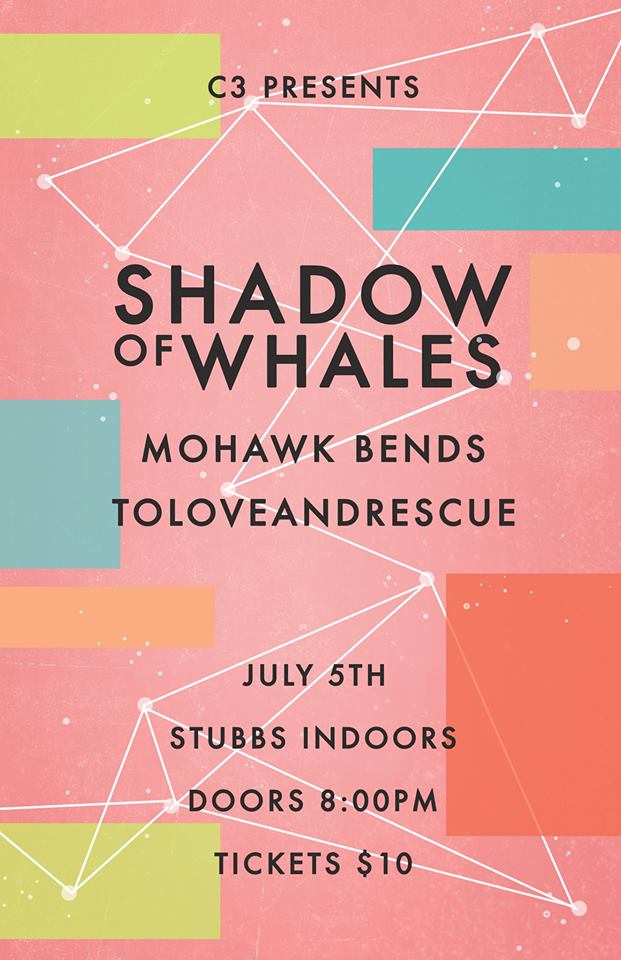 C3 PRESENTS
SHADOW
OF WHALES
MOHAWK BENDS
TOLOVEANDRESCUE
JULY 5TH
STUBBS INDOORS
DOORS 8:00PM
TICKETS $10